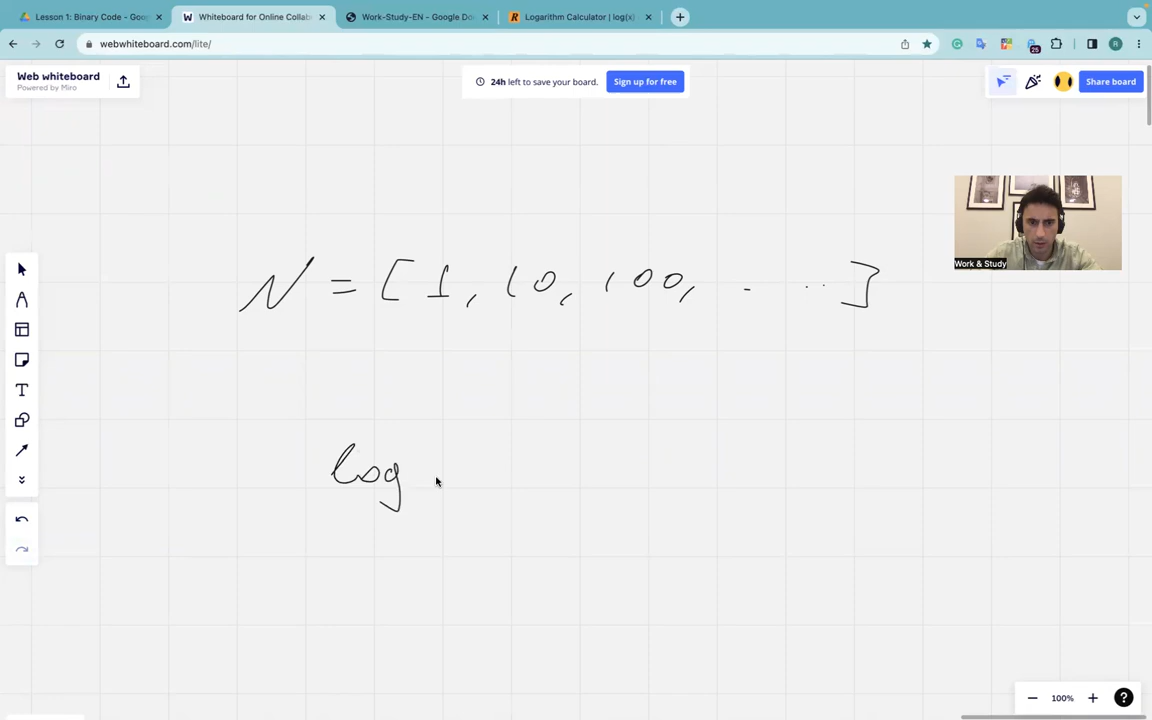 Lesson 1: Binary Code - Goog
Whiteboard for Online Collab
Work-Study-EN - Google Do
Logarithm Calculator | log(x)
webwhiteboard.com/lite/
25
R
Web whiteboard
Powered by Miro
24h left to save your board.
Sign up for free
Share board
Work & Study
N = [ 1, 10, 100, . . . ]
log
T
100%
?